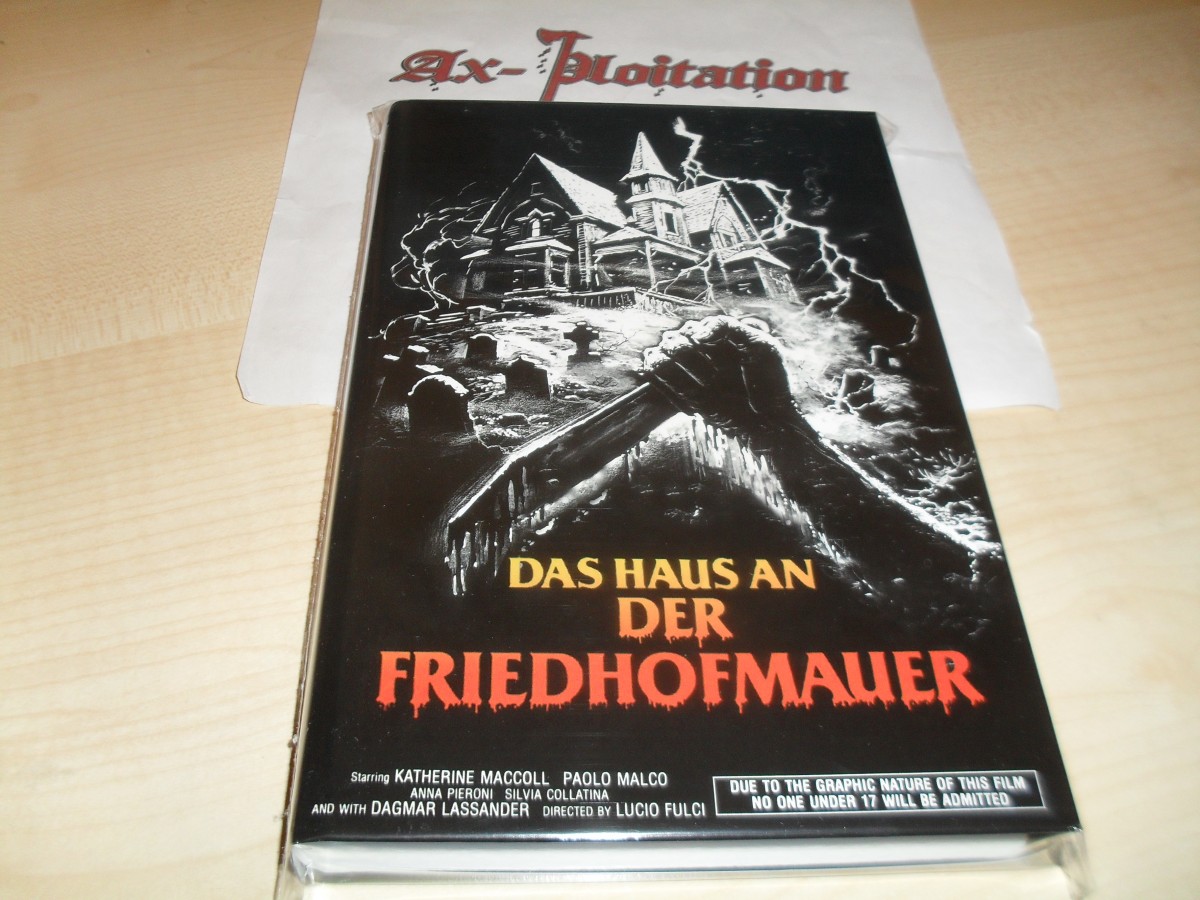 Ax-Ploitation
DAS HAUS AN
DER
FRIEDHOFMAUER
Starring KATHERINE MACCOLL PAOLO MALCO
ANNA PIERONI SILVIA COLLATINA
AND WITH DAGMAR LASSANDER DIRECTED BY LUCIO FULCI
DUE TO THE GRAPHIC NATURE OF THIS FILM
NO ONE UNDER 17 WILL BE ADMITTED